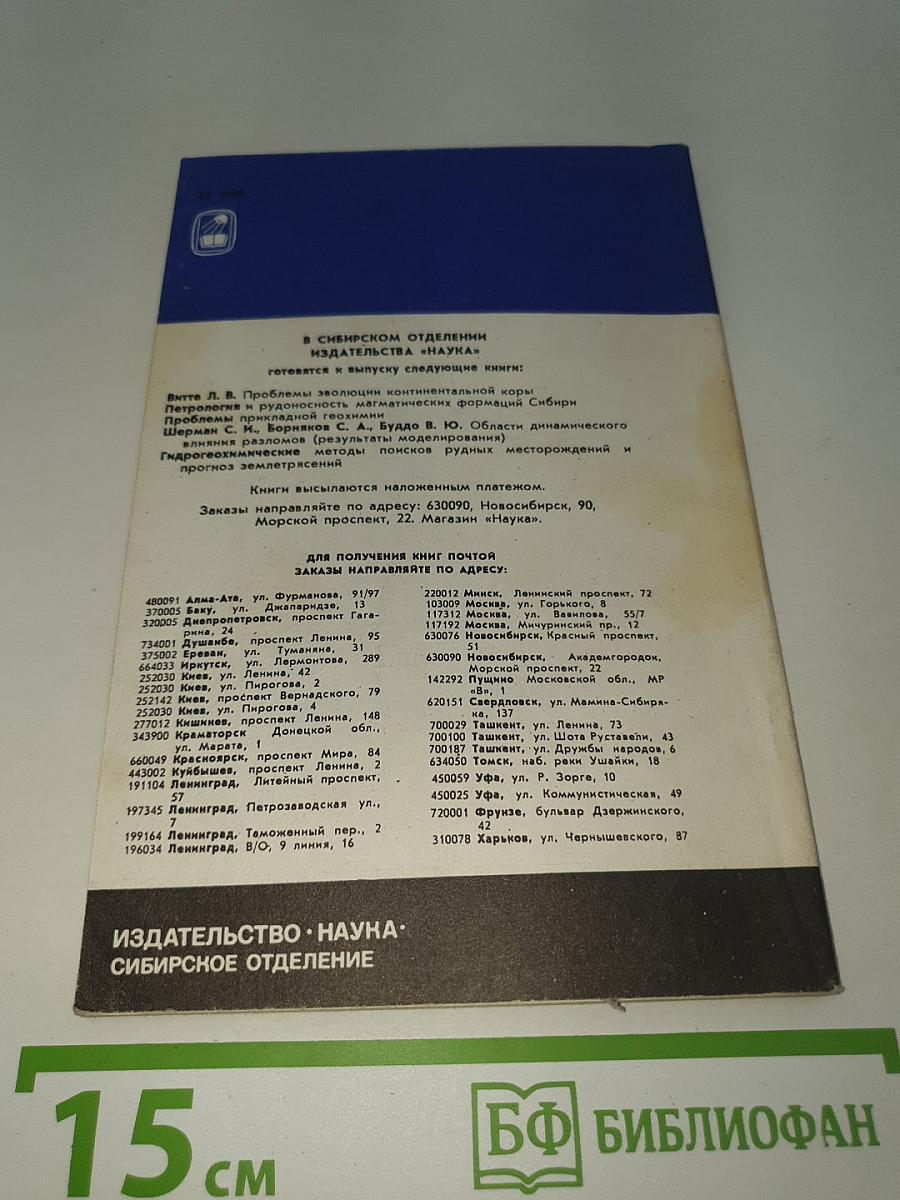 В СИБИРСКОМ ОТДЕЛЕНИИ
ИЗДАТЕЛЬСТВА «НАУКА»
готовятся к выпуску следующие книги:
Витте Л. В. Проблемы эволюции континентальной коры
Петрология и рудоносность магматических формаций Сибири
Проблемы прикладной геохимии
Шерман С. И., Борняков С. А., Буддо В. Ю. Области динамического
влияния разломов (результаты моделирования)
Гидрогеохимические методы поисков рудных месторождений и
прогноз землетрясений
Книги высылаются наложенным платежом.
Заказы направляйте по адресу: 630090, Новосибирск, 90,
Морской проспект, 22. Магазин «Наука».
ДЛЯ ПОЛУЧЕНИЯ КНИГ ПОЧТОЙ
ЗАКАЗЫ НАПРАВЛЯЙТЕ ПО АДРЕСУ:
480091 Алма-Ата, ул. Фурманова, 91/97
370005 Баку, ул. Джапаридзе, 13
320005 Днепропетровск, проспект Гага-
рина, 24
734001 Душанбе, проспект Ленина, 95
375002 Ереван, ул. Туманяна, 31
664033 Иркутск, ул. Лермонтова, 289
252030 Киев, ул. Ленина, 42
252030 Киев, ул. Пирогова, 2
252142 Киев, проспект Вернадского, 79
252030 Киев, ул. Пирогова, 4
277012 Кишинев, проспект Ленина, 148
343900 Краматорск Донецкой обл.,
ул. Марата, 1
660049 Красноярск, проспект Мира, 84
443002 Куйбышев, проспект Ленина, 2
191104 Ленинград, Литейный проспект,
57
197345 Ленинград, Петрозаводская ул.,
7
199164 Ленинград, Таможенный пер., 2
196034 Ленинград, В/О, 9 линия, 16
220012 Минск, Ленинский проспект, 72
103009 Москва, ул. Горького, 8
117312 Москва, ул. Вавилова, 55/7
117192 Москва, Мичуринский пр., 12
630076 Новосибирск, Красный проспект,
51
630090 Новосибирск, Академгородок,
Морской проспект, 22
142292 Пущино Московской обл., МР
«В», 1
620151 Свердловск, ул. Мамина-Сибиря-
ка, 137
700029 Ташкент, ул. Ленина, 73
700100 Ташкент, ул. Шота Руставели, 43
700187 Ташкент, ул. Дружбы народов, 6
634050 Томск, наб. реки Ушайки, 18
450059 Уфа, ул. Р. Зорге, 10
450025 Уфа, ул. Коммунистическая, 49
720001 Фрунзе, бульвар Дзержинского,
42
310078 Харьков, ул. Чернышевского, 87
ИЗДАТЕЛЬСТВО · НАУКА ·
СИБИРСКОЕ ОТДЕЛЕНИЕ
15 см
БФ БИБЛИОФАН